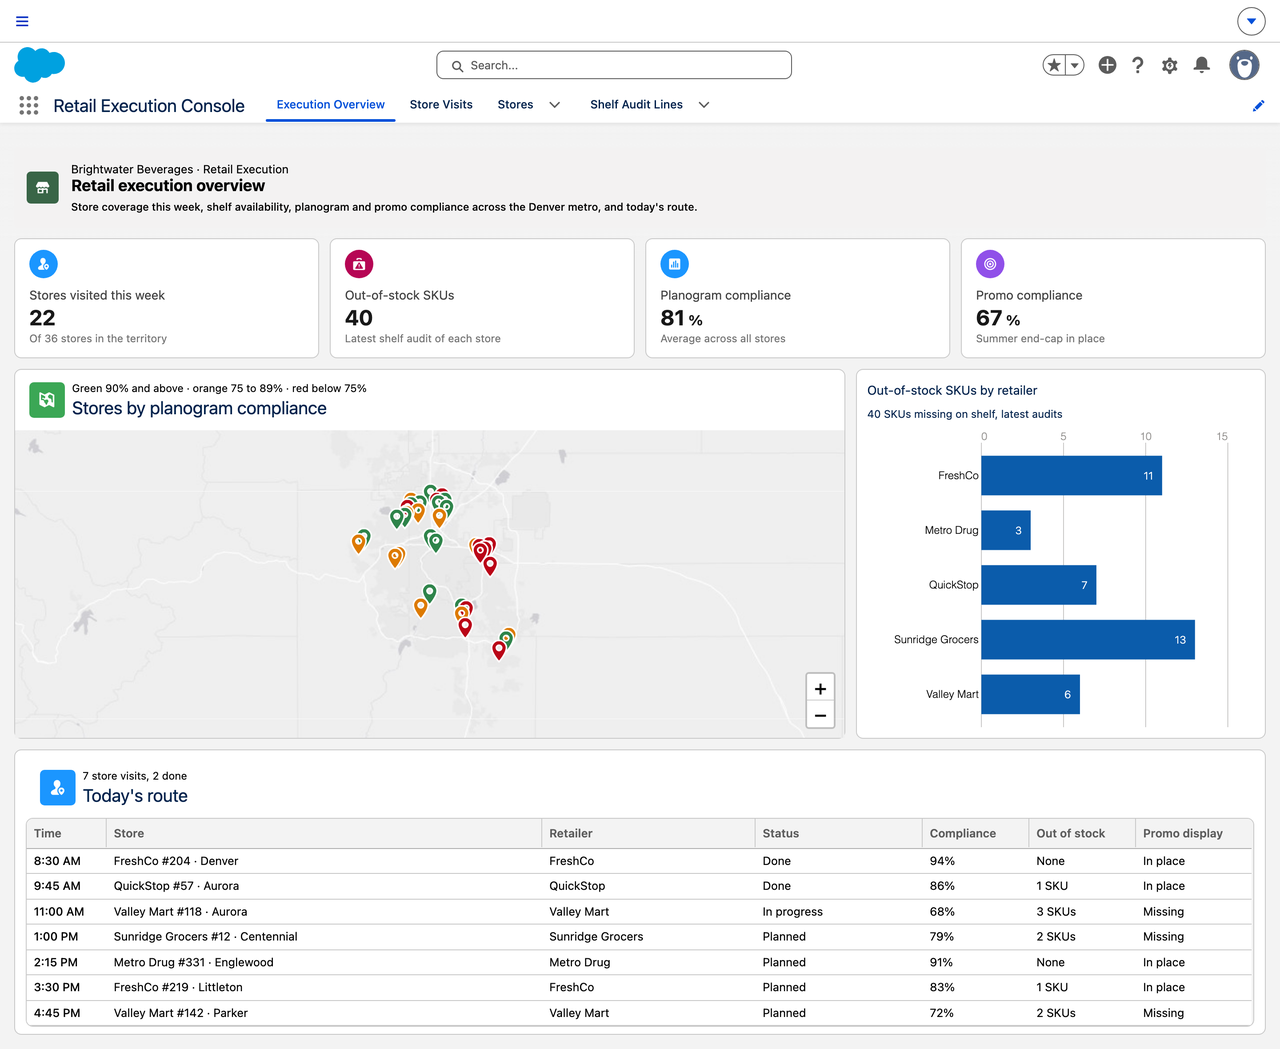 Search...
Retail Execution Console
Execution Overview
Store Visits
Stores
Shelf Audit Lines
Brightwater Beverages · Retail Execution
Retail execution overview
Store coverage this week, shelf availability, planogram and promo compliance across the Denver metro, and today's route.
Stores visited this week
22
Of 36 stores in the territory
Out-of-stock SKUs
40
Latest shelf audit of each store
Planogram compliance
81 %
Average across all stores
Promo compliance
67 %
Summer end-cap in place
Green 90% and above · orange 75 to 89% · red below 75%
Stores by planogram compliance
+
−
Out-of-stock SKUs by retailer
40 SKUs missing on shelf, latest audits
0 5 10 15
FreshCo 11
Metro Drug 3
QuickStop 7
Sunridge Grocers 13
Valley Mart 6
7 store visits, 2 done
Today's route
Time Store Retailer Status Compliance Out of stock Promo display
8:30 AM FreshCo #204 · Denver FreshCo Done 94% None In place
9:45 AM QuickStop #57 · Aurora QuickStop Done 86% 1 SKU In place
11:00 AM Valley Mart #118 · Aurora Valley Mart In progress 68% 3 SKUs Missing
1:00 PM Sunridge Grocers #12 · Centennial Sunridge Grocers Planned 79% 2 SKUs Missing
2:15 PM Metro Drug #331 · Englewood Metro Drug Planned 91% None In place
3:30 PM FreshCo #219 · Littleton FreshCo Planned 83% 1 SKU In place
4:45 PM Valley Mart #142 · Parker Valley Mart Planned 72% 2 SKUs Missing